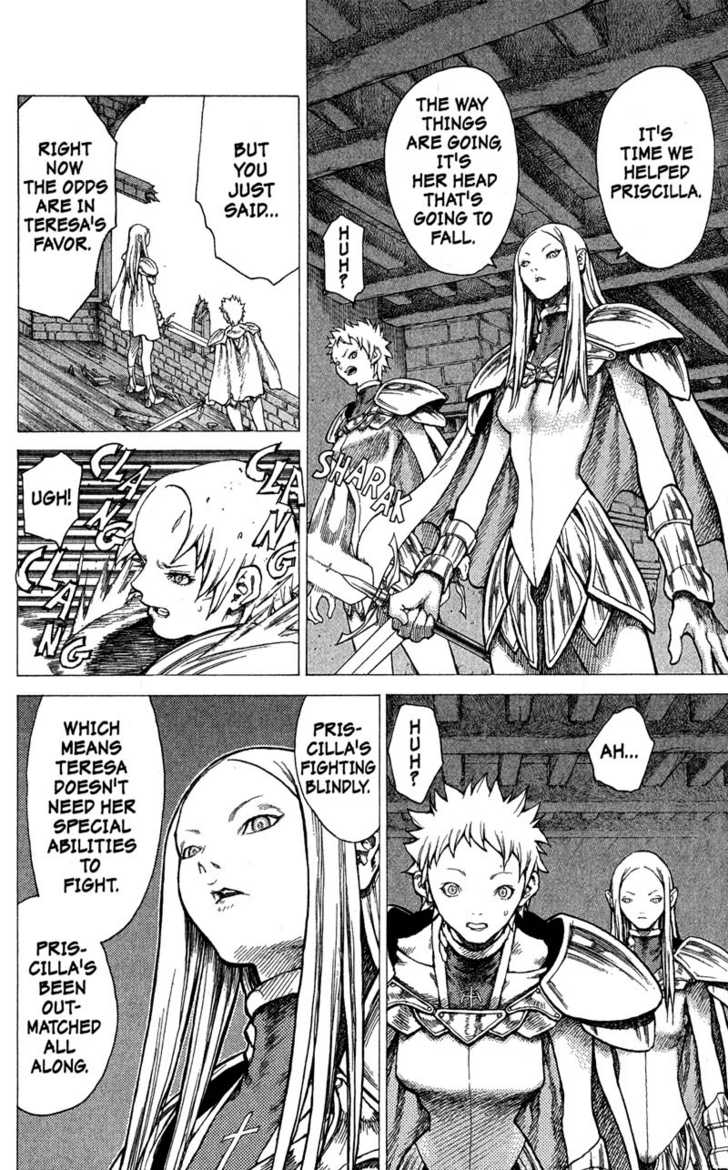 IT'S
TIME WE
HELPED
PRISCILLA.
THE WAY
THINGS
ARE GOING,
IT'S
HER HEAD
THAT'S
GOING TO
FALL.
HUH?
SHARAK
BUT
YOU
JUST
SAID...
RIGHT
NOW
THE ODDS
ARE IN
TERESA'S
FAVOR.
CLANG
CLANG
UGH!
CLANG
AH...
HUH?
PRIS-
CILLA'S
FIGHTING
BLINDLY.
WHICH
MEANS
TERESA
DOESN'T
NEED HER
SPECIAL
ABILITIES
TO
FIGHT.
PRIS-
CILLA'S
BEEN
OUT-
MATCHED
ALL
ALONG.